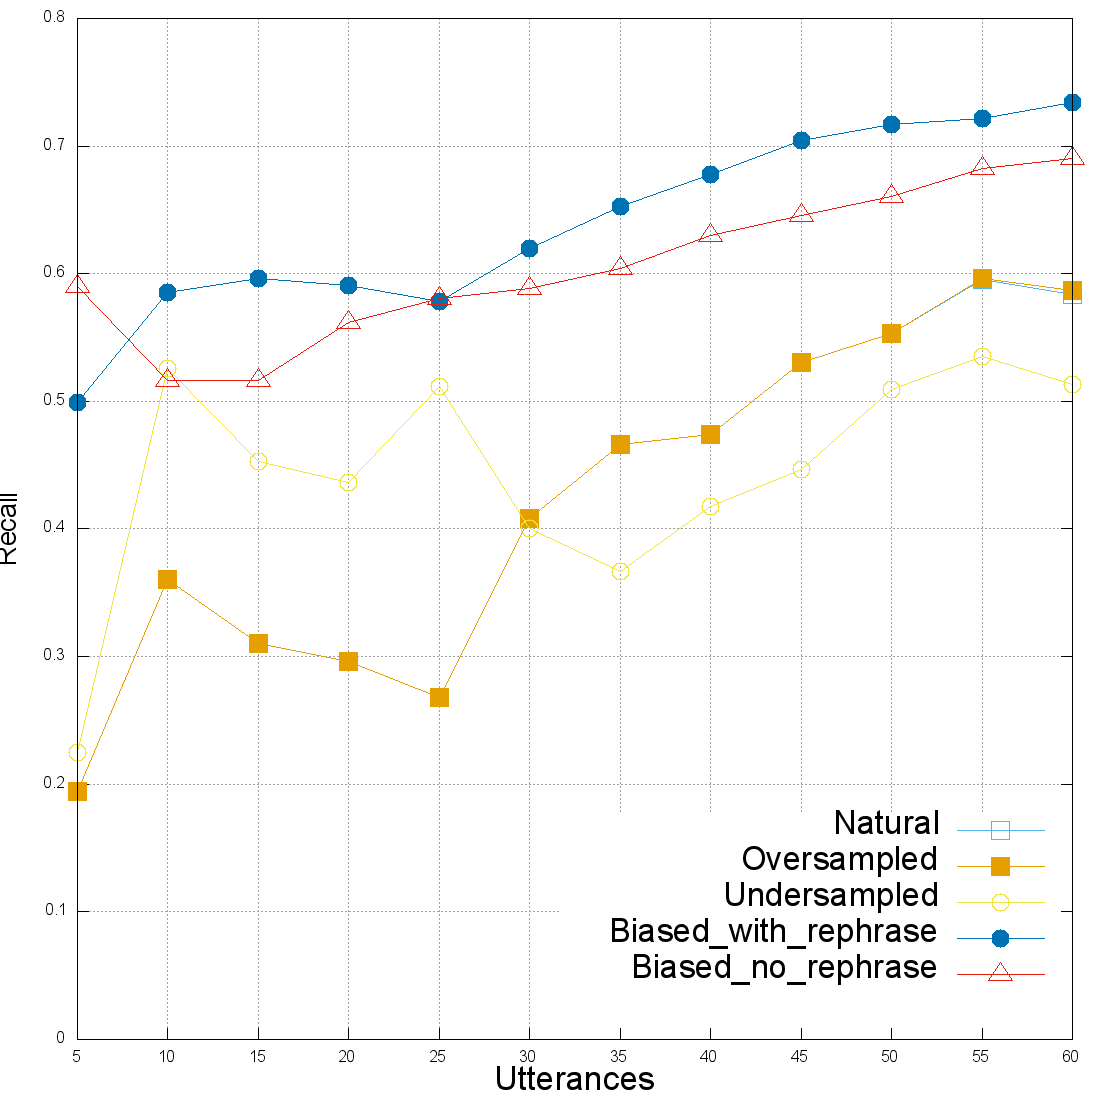 0.8
0.7
0.6
0.5
0.4
0.3
0.2
0.1
0
Recall
5 10 15 20 25 30 35 40 45 50 55 60
Utterances
Natural
Oversampled
Undersampled
Biased_with_rephrase
Biased_no_rephrase